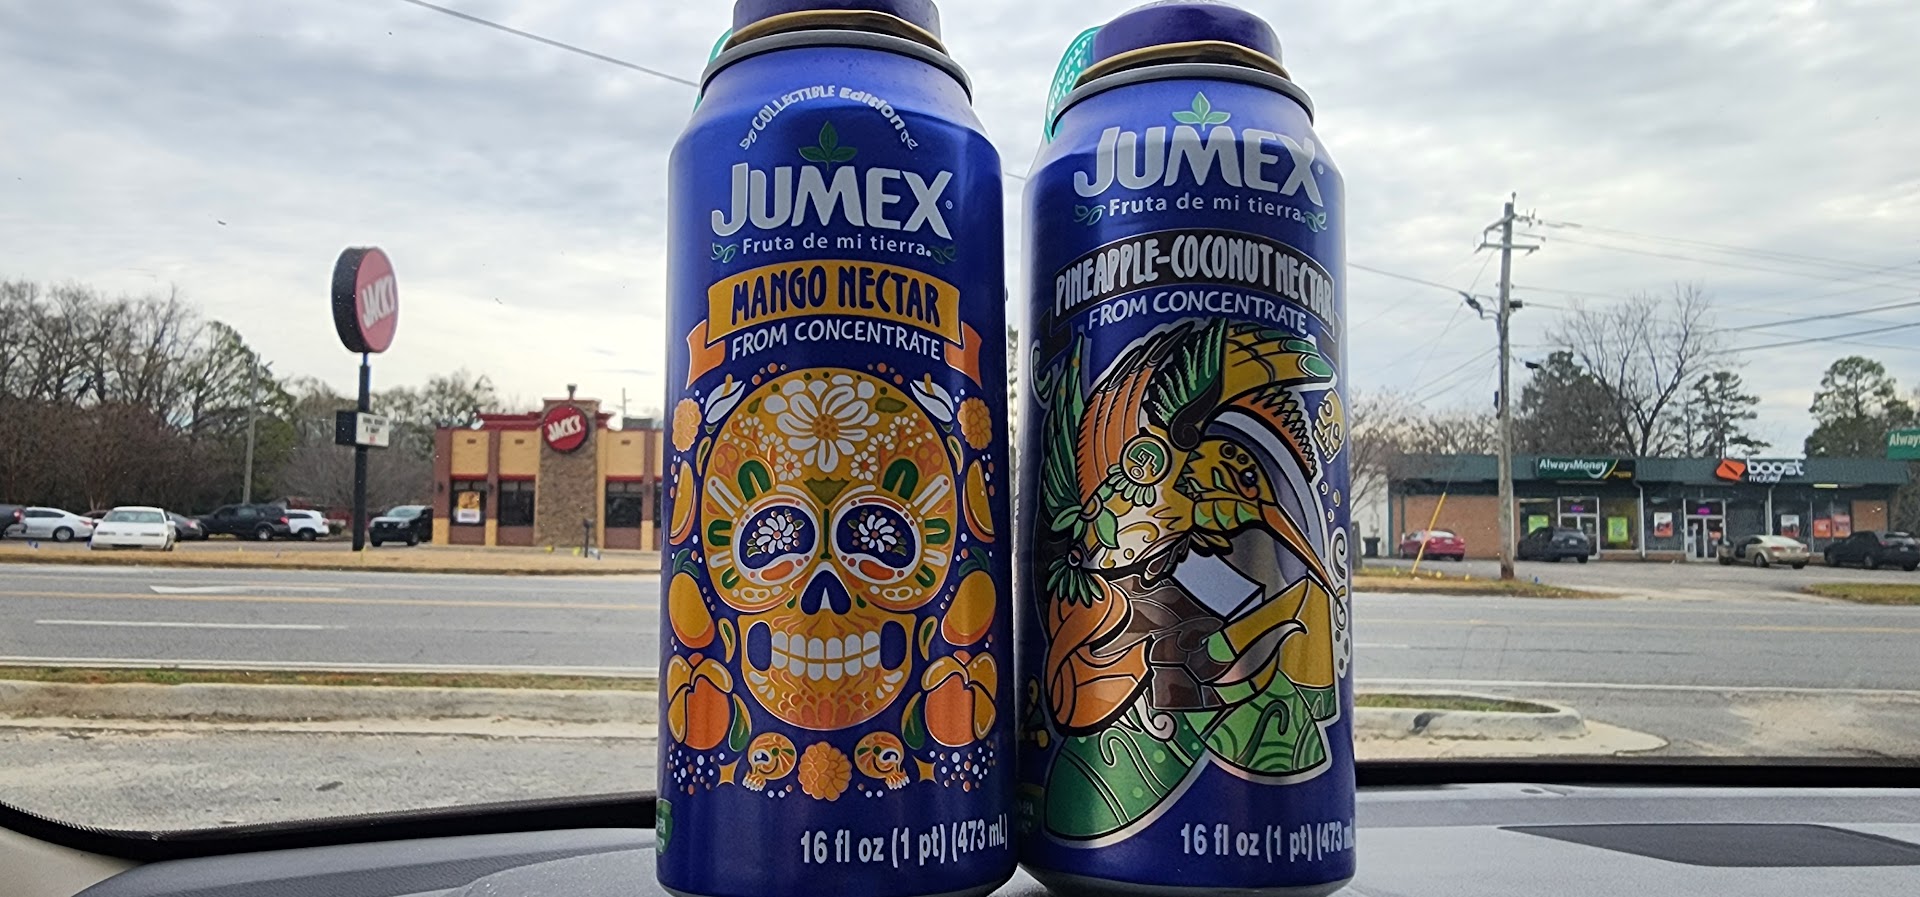 COLLECTIBLE Edition
JUMEX
Fruta de mi tierra.
MANGO NECTAR
FROM CONCENTRATE
16 fl oz (1 pt) (473 mL)
JUMEX
Fruta de mi tierra.
PINEAPPLE-COCONUT NECTAR
FROM CONCENTRATE
16 fl oz (1 pt) (473 mL
JACK'S
JACK'S
AlwaysMoney
boost
mobile
Alway